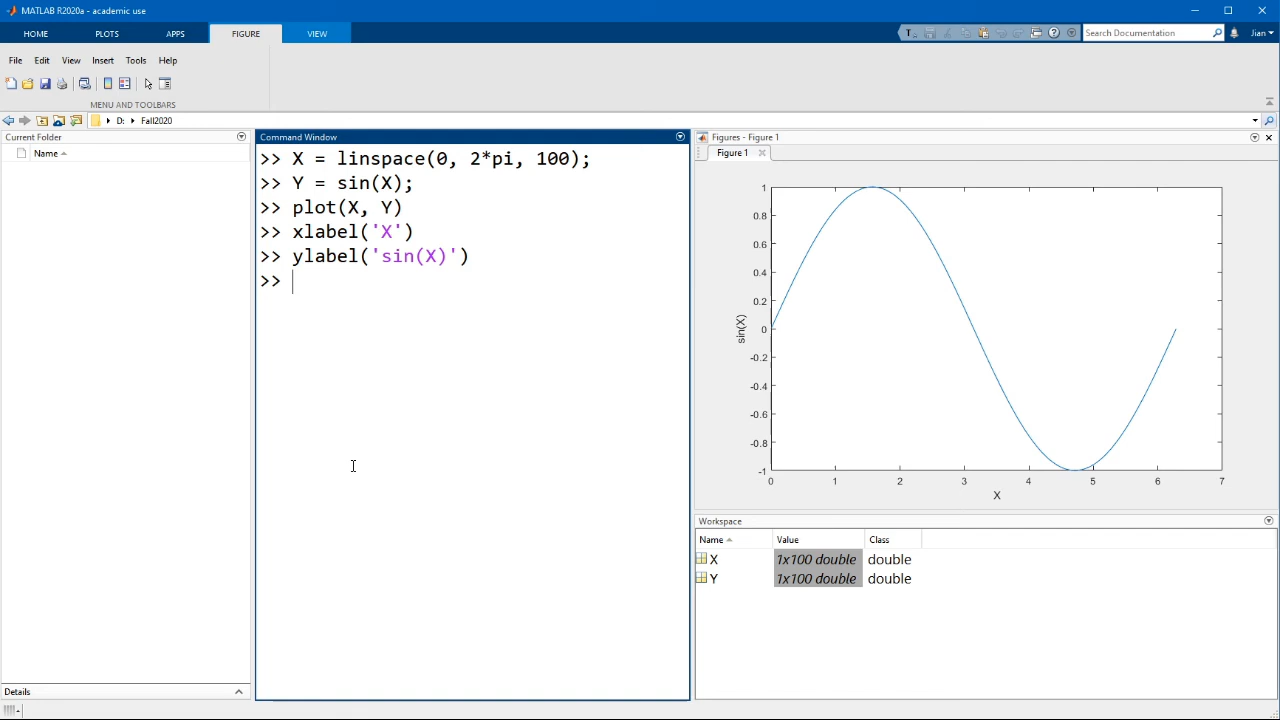 MATLAB R2020a - academic use
HOME PLOTS APPS FIGURE VIEW
Search Documentation
Jian
File Edit View Insert Tools Help
MENU AND TOOLBARS
D: Fall2020
Current Folder
Name
Details
Command Window
>> X = linspace(0, 2*pi, 100);
>> Y = sin(X);
>> plot(X, Y)
>> xlabel('X')
>> ylabel('sin(X)')
>>
Figures - Figure 1
Figure 1
1
0.8
0.6
0.4
0.2
0
-0.2
-0.4
-0.6
-0.8
-1
sin(X)
0 1 2 3 4 5 6 7
X
Workspace
Name Value Class
X 1x100 double double
Y 1x100 double double